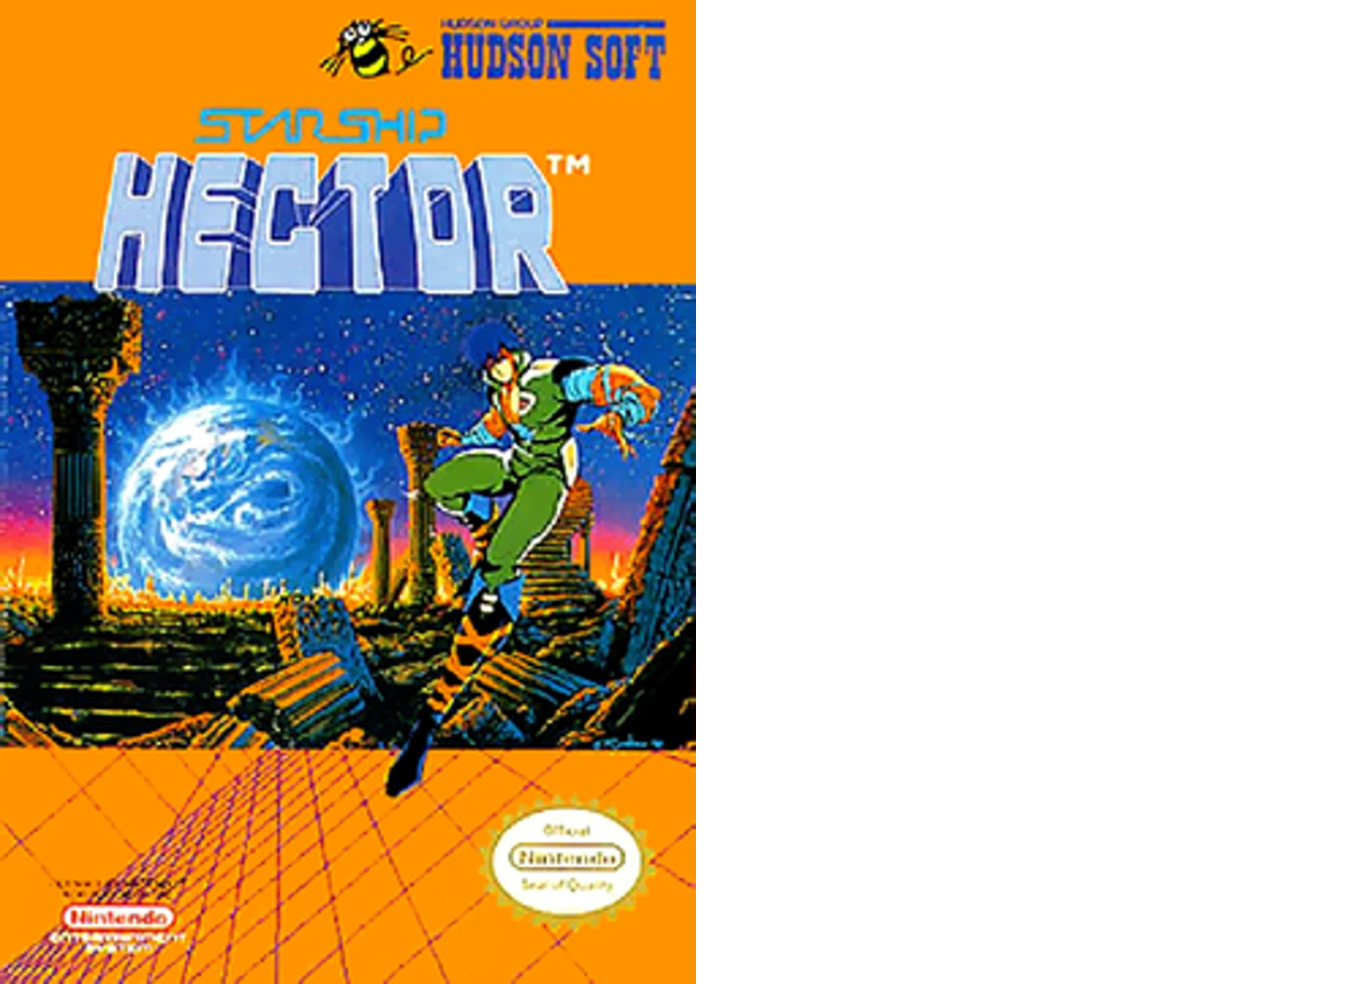 HUDSON GROUP
HUDSON SOFT
STARSHIP
HECTOR™
Official
Nintendo
Seal of Quality
Nintendo
ENTERTAINMENT
SYSTEM